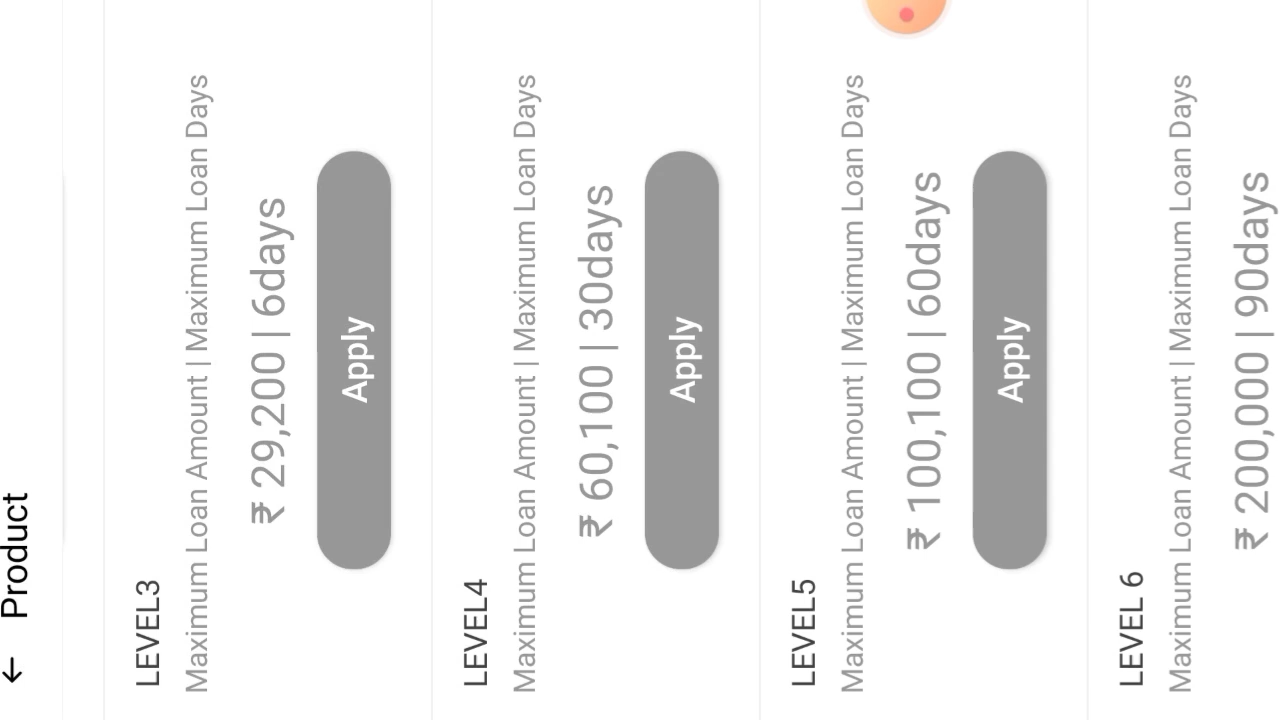 ← Product
LEVEL3
Maximum Loan Amount | Maximum Loan Days
₹ 29,200 | 6days
Apply
LEVEL4
Maximum Loan Amount | Maximum Loan Days
₹ 60,100 | 30days
Apply
LEVEL5
Maximum Loan Amount | Maximum Loan Days
₹ 100,100 | 60days
Apply
LEVEL 6
Maximum Loan Amount | Maximum Loan Days
₹ 200,000 | 90days